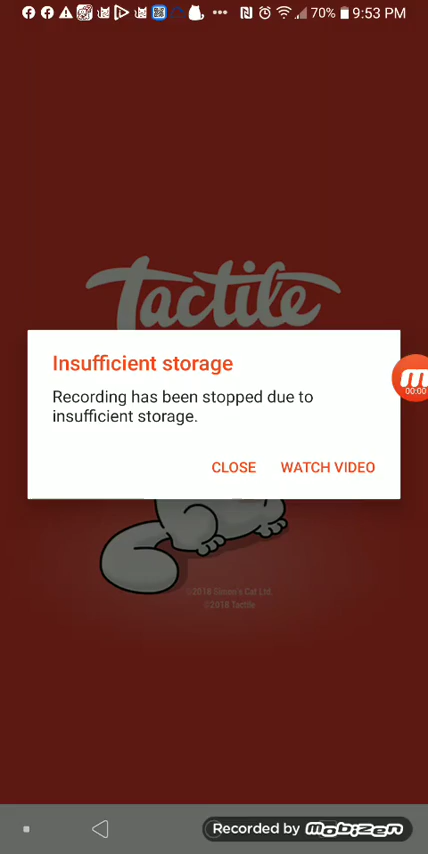 70% 9:53 PM
Tactile
Insufficient storage
Recording has been stopped due to
insufficient storage.
00:00
CLOSE WATCH VIDEO
©2018 Simon's Cat Ltd.
©2018 Tactile
Recorded by mobizen